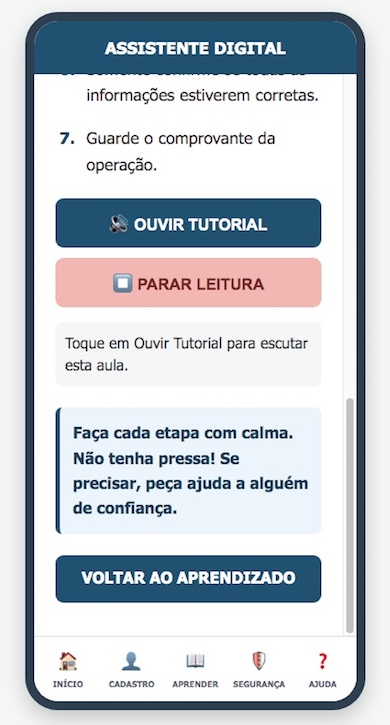 ASSISTENTE DIGITAL
informações estiverem corretas.
7. Guarde o comprovante da
operação.
OUVIR TUTORIAL
PARAR LEITURA
Toque em Ouvir Tutorial para escutar
esta aula.
Faça cada etapa com calma.
Não tenha pressa! Se
precisar, peça ajuda a alguém
de confiança.
VOLTAR AO APRENDIZADO
INÍCIO
CADASTRO
APRENDER
SEGURANÇA
AJUDA